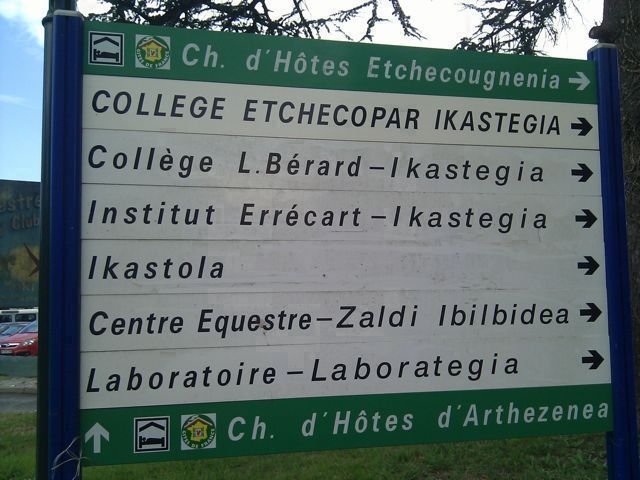 Ch. d'Hôtes Etchecougnenia
COLLEGE ETCHECOPAR IKASTEGIA
Collège L.Bérard-Ikastegia
Institut Errécart-Ikastegia
Ikastola
Centre Equestre-Zaldi Ibilbidea
Laboratoire-Laborategia
Ch. d'Hôtes d'Arthezenea
Club